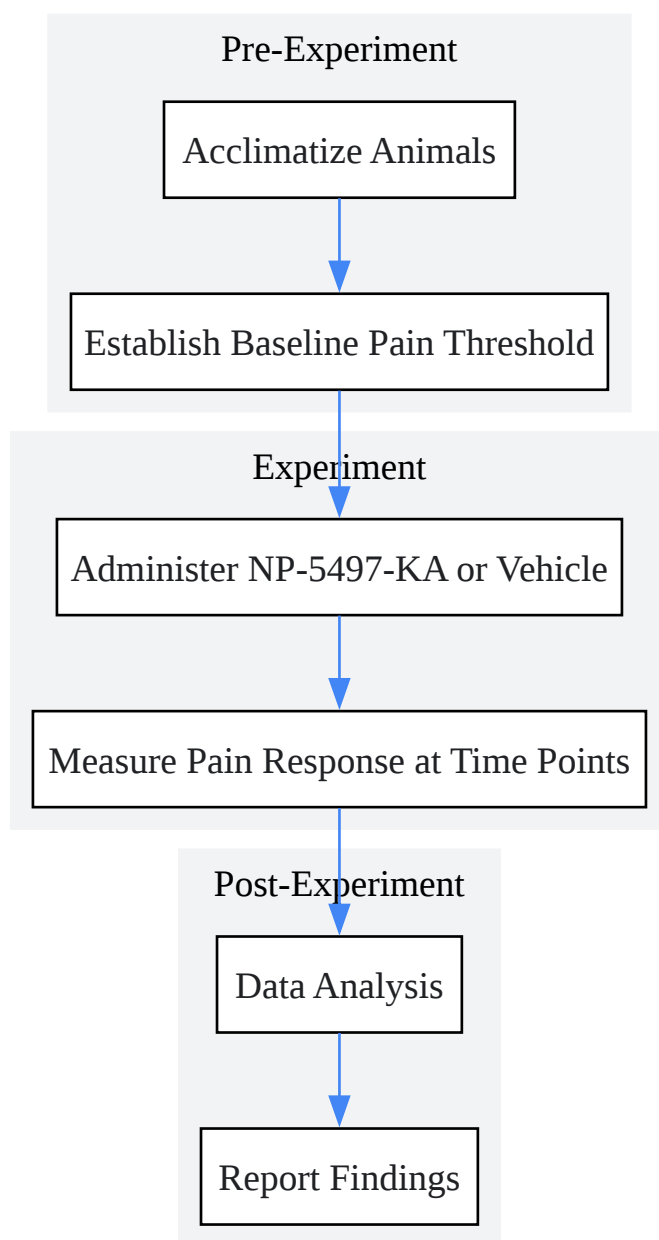 Pre-Experiment
Acclimatize Animals
Establish Baseline Pain Threshold
Experiment
Administer NP-5497-KA or Vehicle
Measure Pain Response at Time Points
Post-Experiment
Data Analysis
Report Findings